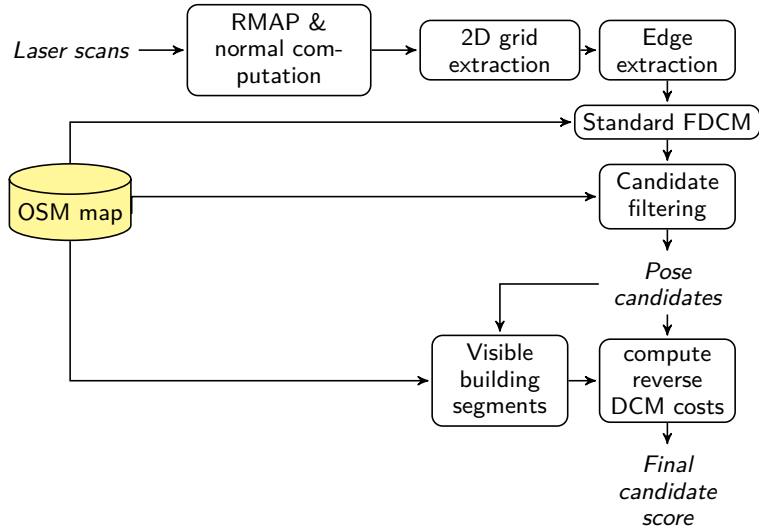 Laser scans
RMAP &
normal com-
putation
2D grid
extraction
Edge
extraction
Standard FDCM
OSM map
Candidate
filtering
Pose
candidates
Visible
building
segments
compute
reverse
DCM costs
Final
candidate
score